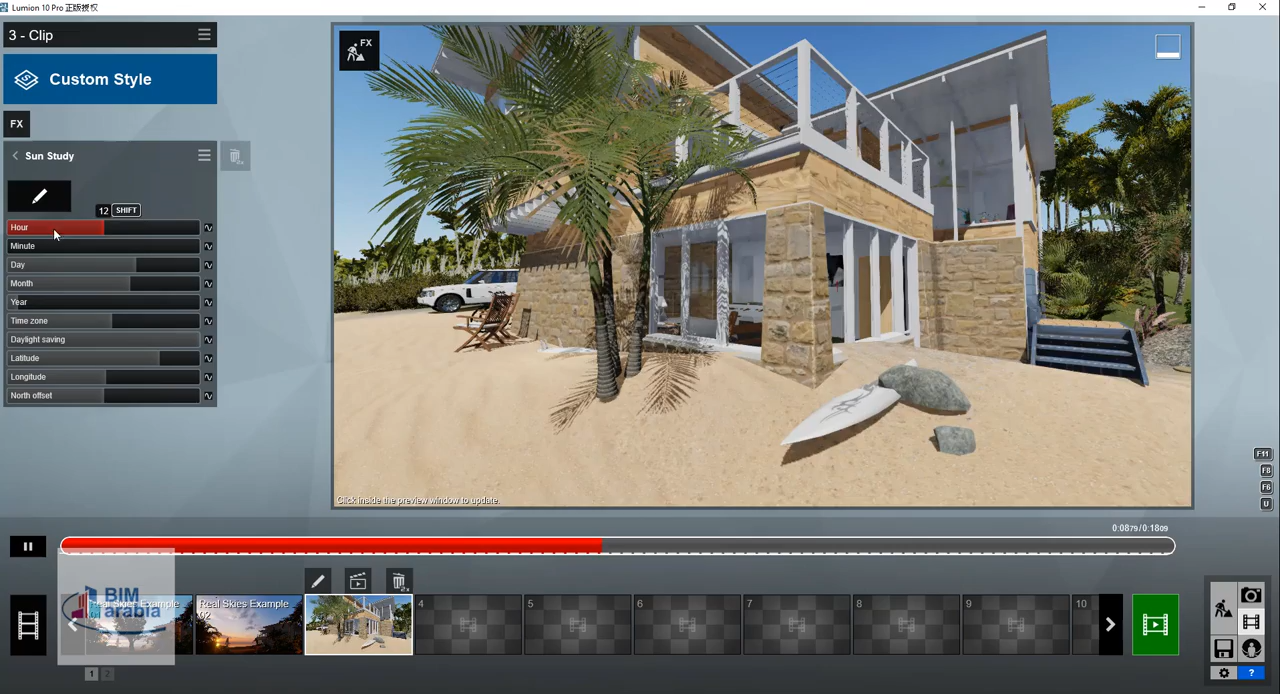 Lumion 10 Pro 正版授权
3 - Clip
Custom Style
FX
Sun Study
12 SHIFT
Hour
Minute
Day
Month
Year
Time zone
Daylight saving
Latitude
Longitude
North offset
FX
Click inside the preview window to update.
F11
F8
F6
U
0:0879/0:1809
Real Skies Example
Real Skies Example
02
4
5
6
7
8
9
10
BIM
arabia
1 2
?